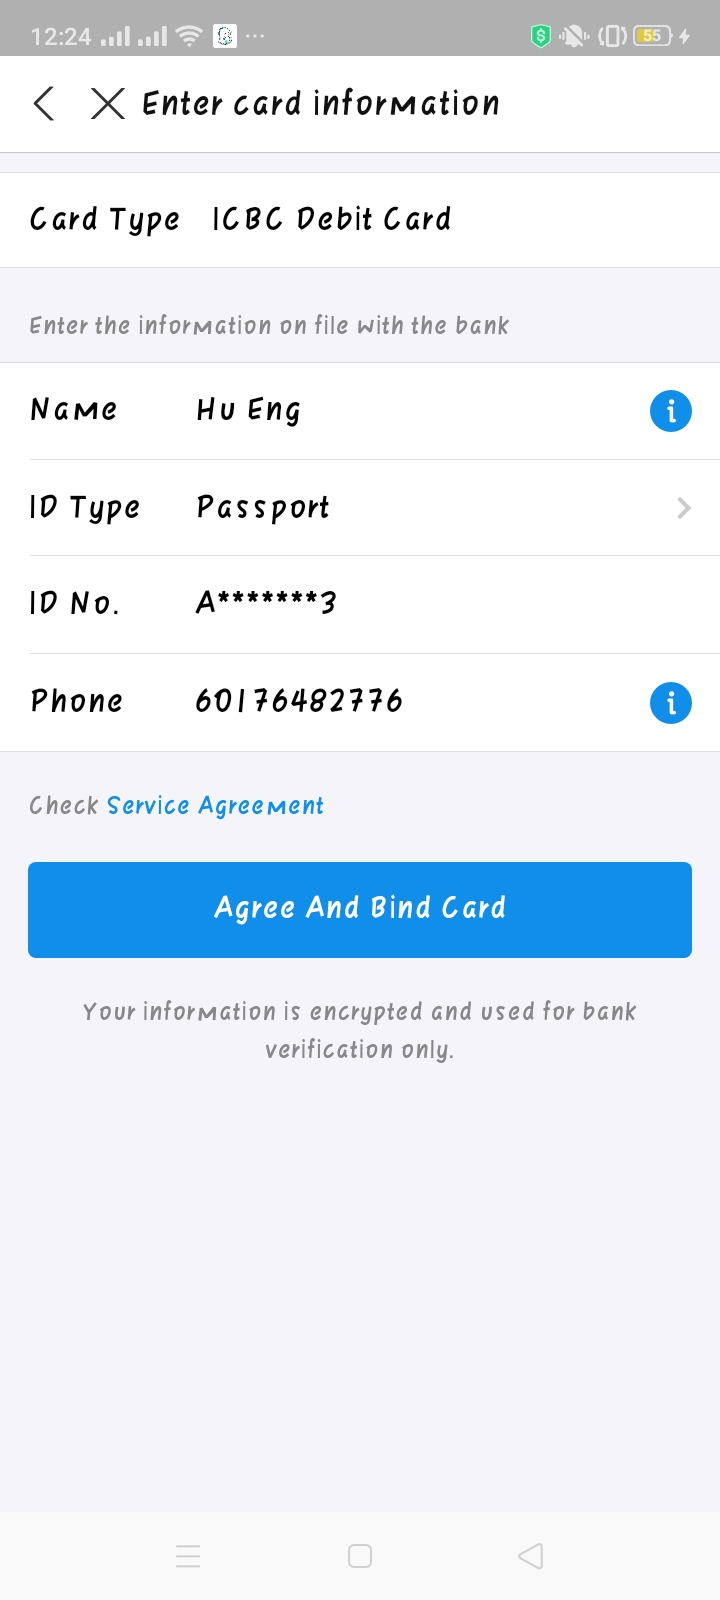 12:24 ... 55
Enter card information
Card Type ICBC Debit Card
Enter the information on file with the bank
Name Hu Eng
ID Type Passport
ID No. A*******3
Phone 60176482776
Check Service Agreement
Agree And Bind Card
Your information is encrypted and used for bank
verification only.